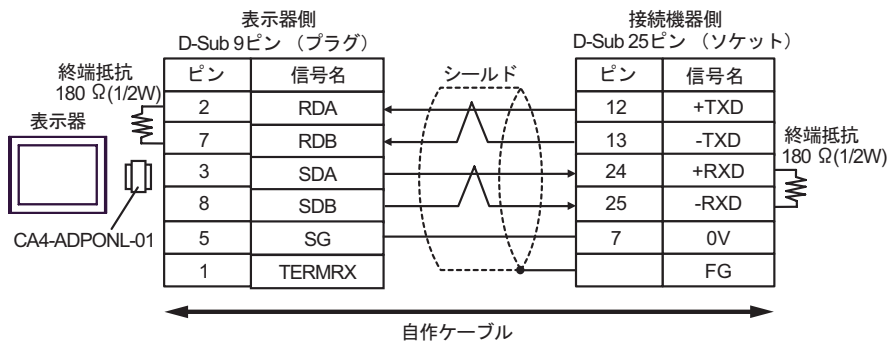 表示器側
D-Sub 9ピン （プラグ）
接続機器側
D-Sub 25ピン （ソケット）
終端抵抗
180 Ω(1/2W)
表示器
CA4-ADPONL-01
ピン 信号名
2 RDA
7 RDB
3 SDA
8 SDB
5 SG
1 TERMRX
シールド
ピン 信号名
12 +TXD
13 -TXD
24 +RXD
25 -RXD
7 0V
FG
終端抵抗
180 Ω(1/2W)
自作ケーブル